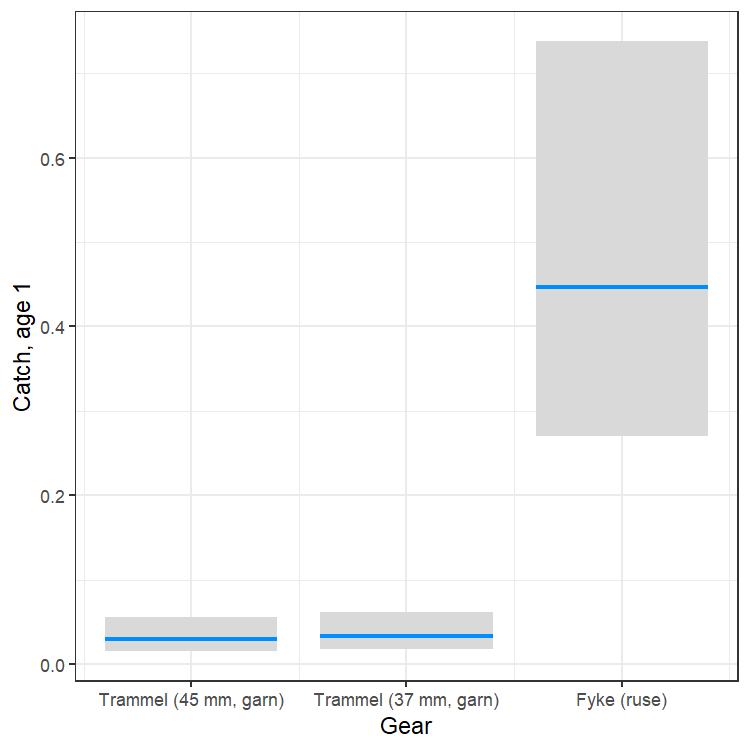 Catch, age 1
0.6
0.4
0.2
0.0
Trammel (45 mm, garn) Trammel (37 mm, garn) Fyke (ruse)
Gear